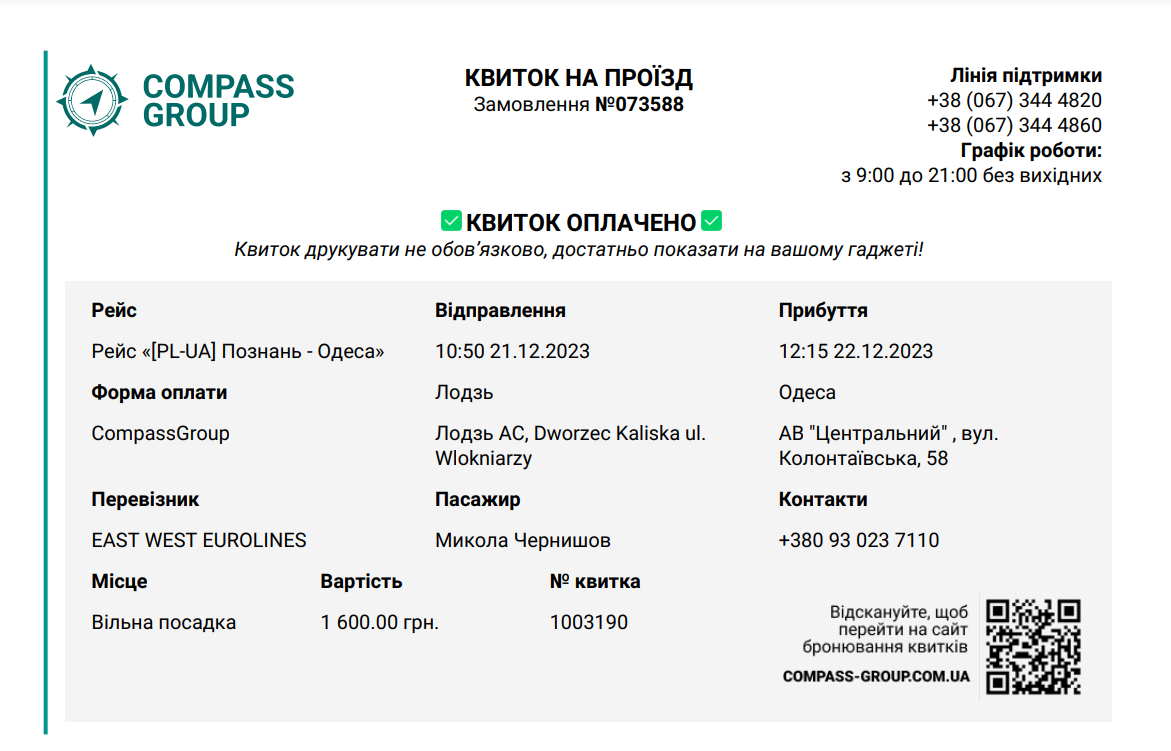 COMPASS
GROUP
КВИТОК НА ПРОЇЗД
Замовлення №073588
Лінія підтримки
+38 (067) 344 4820
+38 (067) 344 4860
Графік роботи:
з 9:00 до 21:00 без вихідних
КВИТОК ОПЛАЧЕНО
Квиток друкувати не обов’язково, достатньо показати на вашому гаджеті!
Рейс Відправлення Прибуття
Рейс «[PL-UA] Познань - Одеса» 10:50 21.12.2023 12:15 22.12.2023
Форма оплати Лодзь Одеса
CompassGroup Лодзь АС, Dworzec Kaliska ul. АВ "Центральний" , вул.
Wlokniarzy Колонтаївська, 58
Перевізник Пасажир Контакти
EAST WEST EUROLINES Микола Чернишов +380 93 023 7110
Місце Вартість № квитка
Вільна посадка 1 600.00 грн. 1003190
Відскануйте, щоб
перейти на сайт
бронювання квитків
COMPASS-GROUP.COM.UA